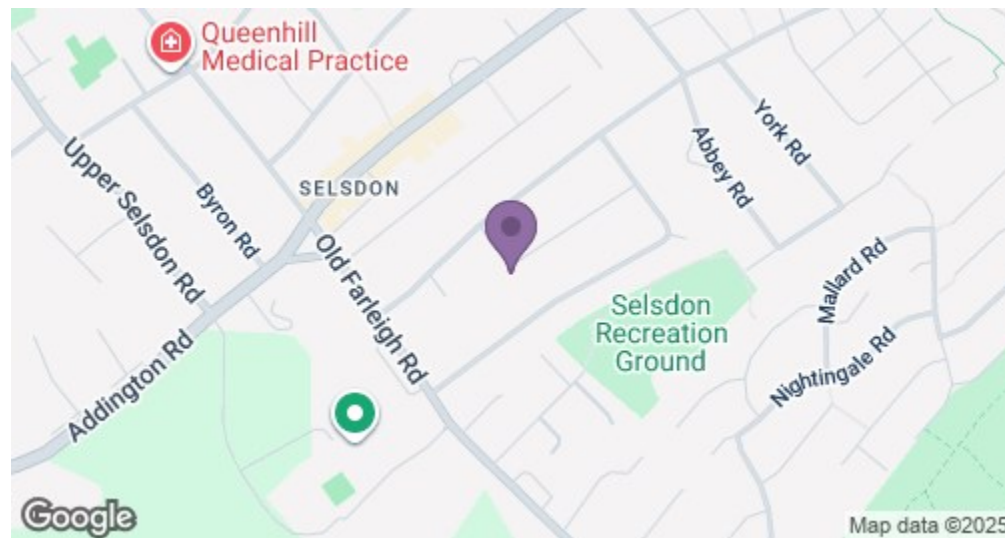 Queenhill
Medical Practice
Upper Selsdon Rd
Byron Rd
SELSDON
Old Farleigh Rd
Addington Rd
Abbey Rd
York Rd
Mallard Rd
Nightingale Rd
Selsdon
Recreation
Ground
Google
Map data ©2025